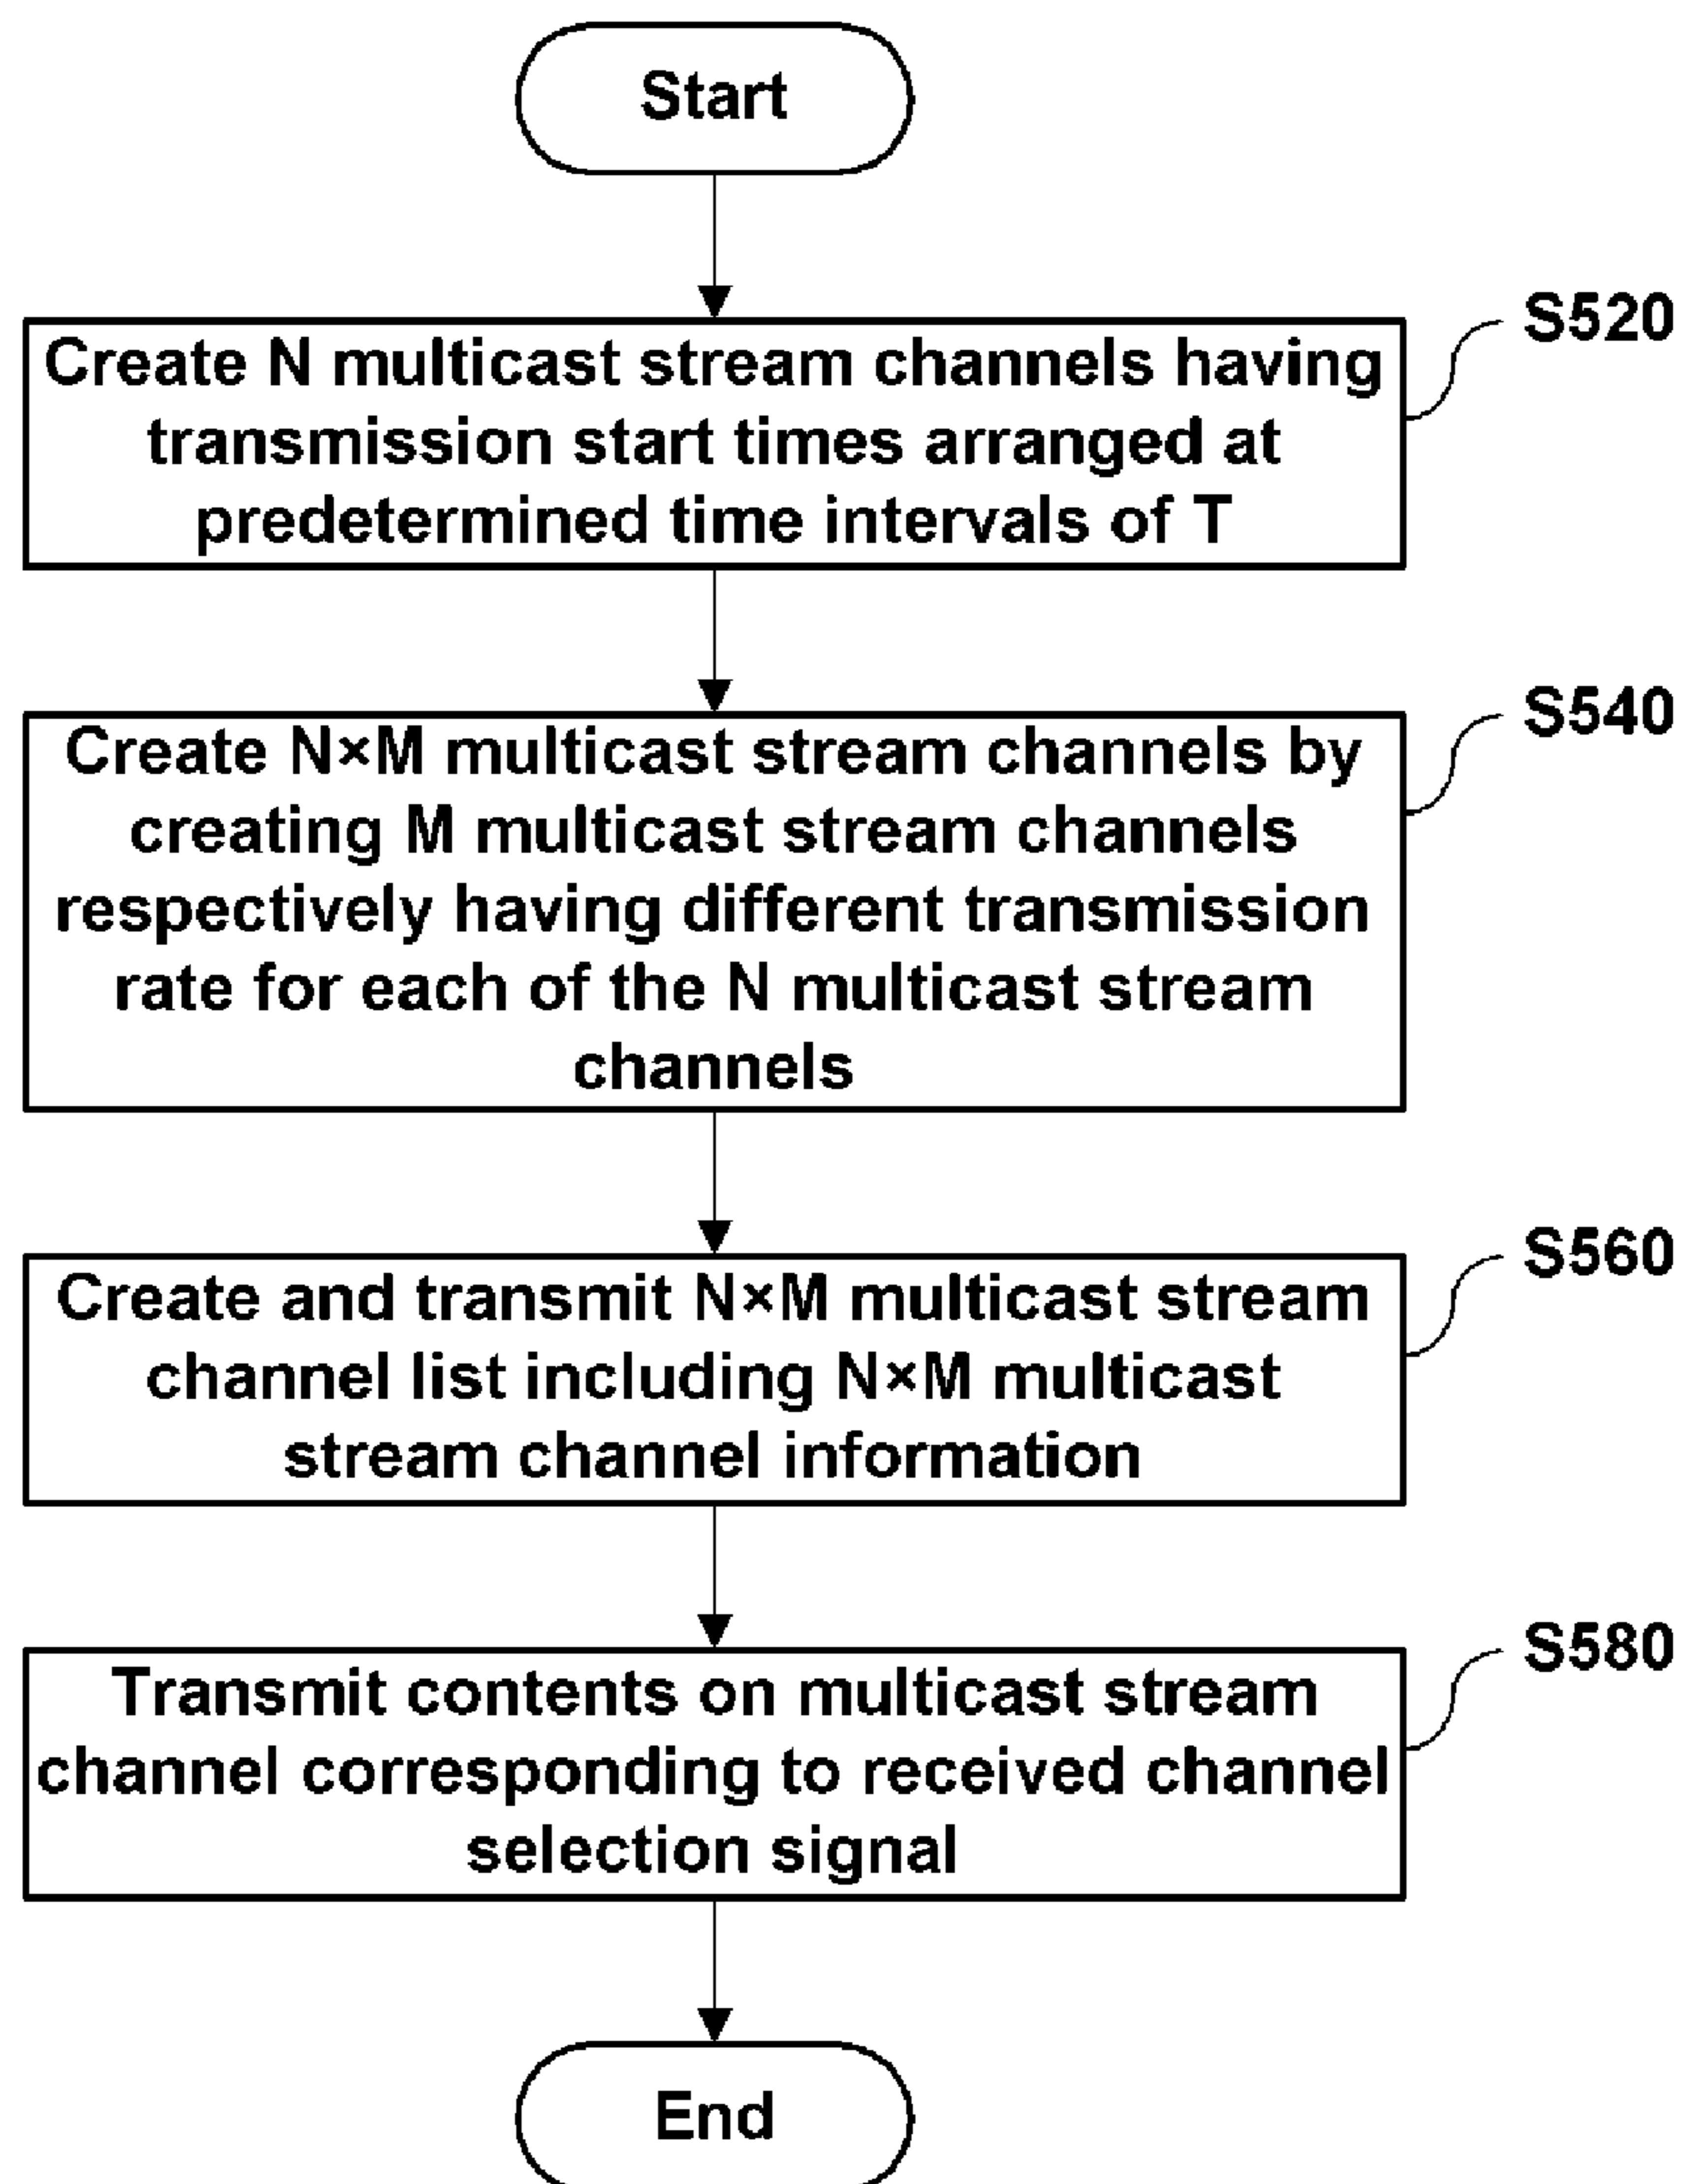 Start
S520
Create N multicast stream channels having
transmission start times arranged at
predetermined time intervals of T
S540
Create N×M multicast stream channels by
creating M multicast stream channels
respectively having different transmission
rate for each of the N multicast stream
channels
S560
Create and transmit N×M multicast stream
channel list including N×M multicast
stream channel information
S580
Transmit contents on multicast stream
channel corresponding to received channel
selection signal
End